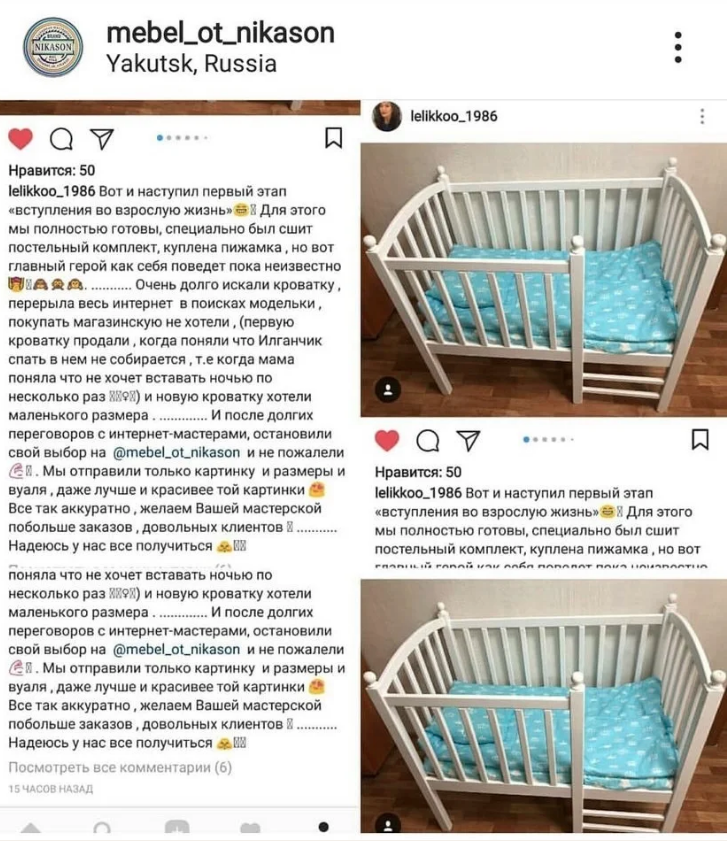 NIKASON
mebel_ot_nikason
Yakutsk, Russia
Нравится: 50
lelikkoo_1986 Вот и наступил первый этап
«вступления во взрослую жизнь» Для этого
мы полностью готовы, специально был сшит
постельный комплект, куплена пижамка , но вот
главный герой как себя поведет пока неизвестно
. ........... Очень долго искали кроватку ,
перерыла весь интернет в поисках модельки ,
покупать магазинскую не хотели , (первую
кроватку продали , когда поняли что Илганчик
спать в нем не собирается , т.е когда мама
поняла что не хочет вставать ночью по
несколько раз ) и новую кроватку хотели
маленького размера . ............. И после долгих
переговоров с интернет-мастерами, остановили
свой выбор на @mebel_ot_nikason и не пожалели
. Мы отправили только картинку и размеры и
вуаля , даже лучше и красивее той картинки
Все так аккуратно , желаем Вашей мастерской
побольше заказов , довольных клиентов ...........
Надеюсь у нас все получиться
поняла что не хочет вставать ночью по
несколько раз ) и новую кроватку хотели
маленького размера . ............. И после долгих
переговоров с интернет-мастерами, остановили
свой выбор на @mebel_ot_nikason и не пожалели
. Мы отправили только картинку и размеры и
вуаля , даже лучше и красивее той картинки
Все так аккуратно , желаем Вашей мастерской
побольше заказов , довольных клиентов ...........
Надеюсь у нас все получиться
Посмотреть все комментарии (6)
15 ЧАСОВ НАЗАД
lelikkoo_1986
Нравится: 50
lelikkoo_1986 Вот и наступил первый этап
«вступления во взрослую жизнь» Для этого
мы полностью готовы, специально был сшит
постельный комплект, куплена пижамка , но вот
главный герой как себя поведет пока неизвестно